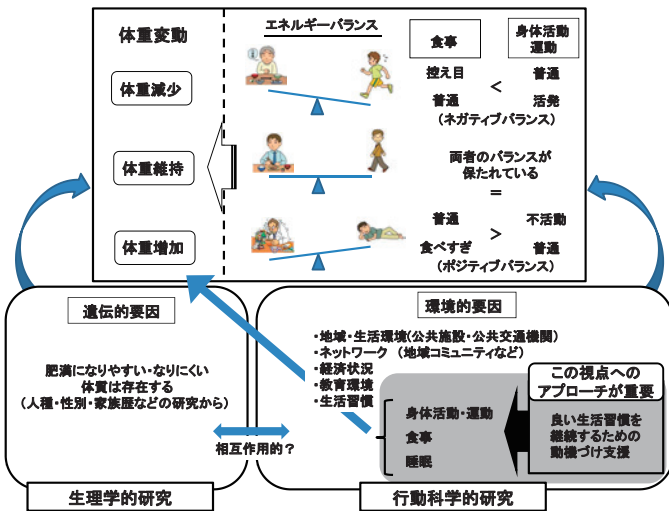 体重変動
エネルギーバランス
食事
身体活動
運動
体重減少
控え目
<
普通
普通
活発
(ネガティブバランス)
体重維持
両者のバランスが
保たれている
=
体重増加
普通
>
不活動
食べすぎ
普通
(ポジティブバランス)
遺伝的要因
肥満になりやすい・なりにくい
体質は存在する
(人種・性別・家族歴などの研究から)
相互作用的?
生理学的研究
環境的要因
・地域・生活環境(公共施設・公共交通機関)
・ネットワーク (地域コミュニティなど)
・経済状況
・教育環境
・生活習慣
身体活動・運動
食事
睡眠
この視点への
アプローチが重要
良い生活習慣を
継続するための
動機づけ支援
行動科学的研究